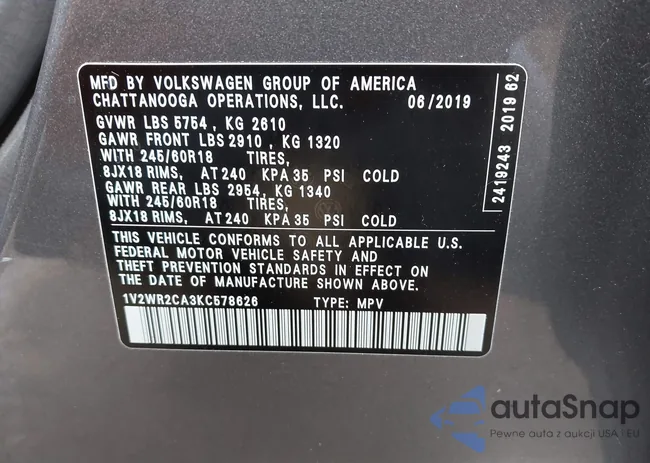 MFD BY VOLKSWAGEN GROUP OF AMERICA
CHATTANOOGA OPERATIONS, LLC. 06/2019
GVWR LBS 5754 , KG 2610
GAWR FRONT LBS 2910 , KG 1320
WITH 245/60R18 TIRES,
8JX18 RIMS, AT 240 KPA 35 PSI COLD
GAWR REAR LBS 2954, KG 1340
WITH 245/60R18 TIRES,
8JX18 RIMS, AT 240 KPA 35 PSI COLD
THIS VEHICLE CONFORMS TO ALL APPLICABLE U.S.
FEDERAL MOTOR VEHICLE SAFETY AND
THEFT PREVENTION STANDARDS IN EFFECT ON
THE DATE OF MANUFACTURE SHOWN ABOVE.
1V2WR2CA3KC578626 TYPE: MPV
2419243 2019 62
autaSnap
Pewne auta z aukcji USA i EU